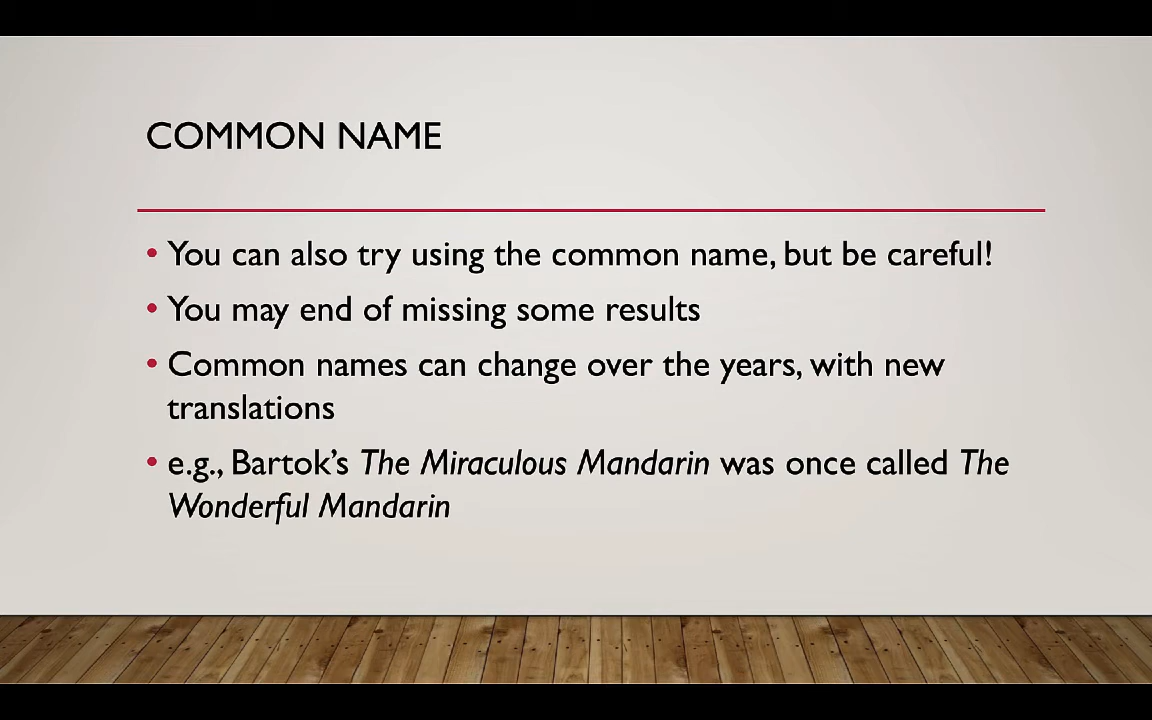 COMMON NAME
• You can also try using the common name, but be careful!
• You may end of missing some results
• Common names can change over the years, with new
translations
• e.g., Bartok's The Miraculous Mandarin was once called The
Wonderful Mandarin